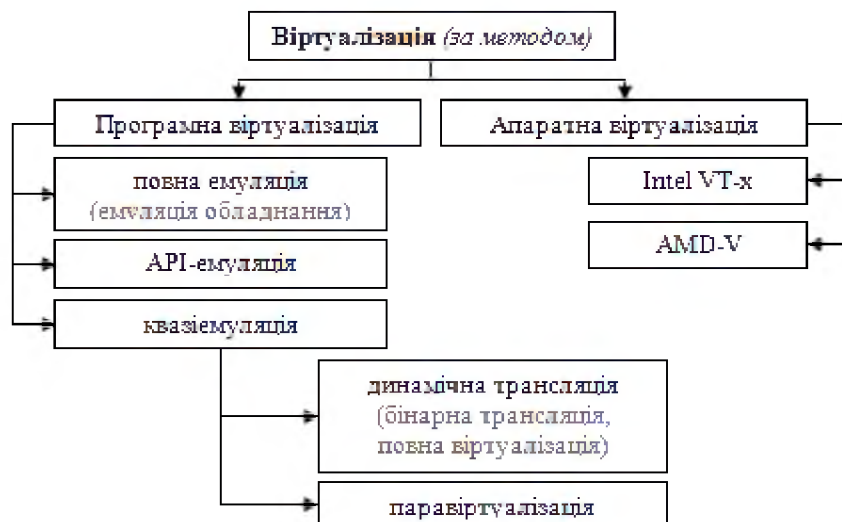 Віртуалізація (за методом)
Програмна віртуалізація
Апаратна віртуалізація
повна емуляція
(емуляція обладнання)
Intel VT-x
API-емуляція
AMD-V
квазіемуляція
динамічна трансляція
(бінарна трансляція,
повна віртуалізація)
паравіртуалізація